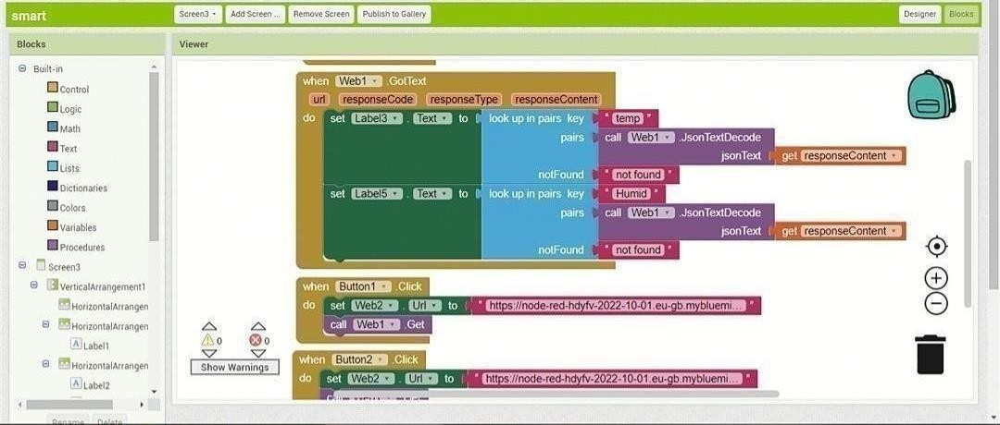 smart
Screen3 Add Screen ... Remove Screen Publish to Gallery Designer Blocks
Blocks
Viewer
Built-in
Control
Logic
Math
Text
Lists
Dictionaries
Colors
Variables
Procedures
Screen3
VerticalArrangement1
HorizontalArrangen
HorizontalArrangen
Label1
HorizontalArrangen
Label2
Rename Delete
when Web1 .GotText
url responseCode responseType responseContent
do set Label3 . Text to look up in pairs key " temp "
pairs call Web1 .JsonTextDecode
jsonText get responseContent
notFound " not found "
set Label5 . Text to look up in pairs key " Humid "
pairs call Web1 .JsonTextDecode
jsonText get responseContent
notFound " not found "
when Button1 .Click
do set Web2 . Url to " https://node-red-hdyfv-2022-10-01.eu-gb.mybluemi... "
call Web1 .Get
when Button2 .Click
do set Web2 . Url to " https://node-red-hdyfv-2022-10-01.eu-gb.mybluemi... "
0 0
Show Warnings